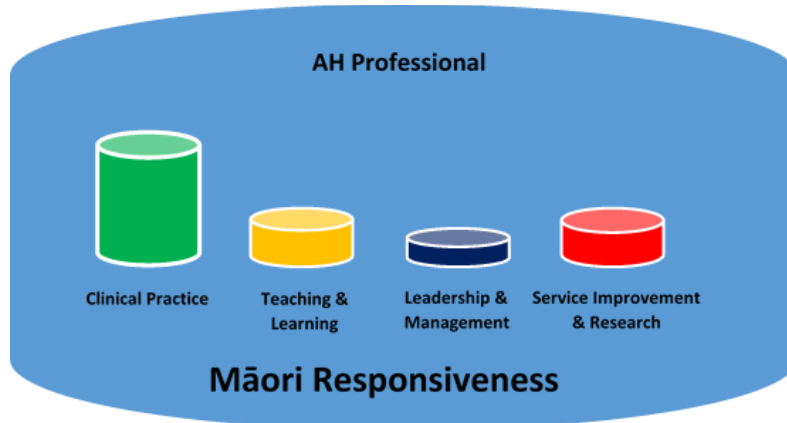 AH Professional
Clinical Practice
Teaching &
Learning
Leadership &
Management
Service Improvement
& Research
Māori Responsiveness